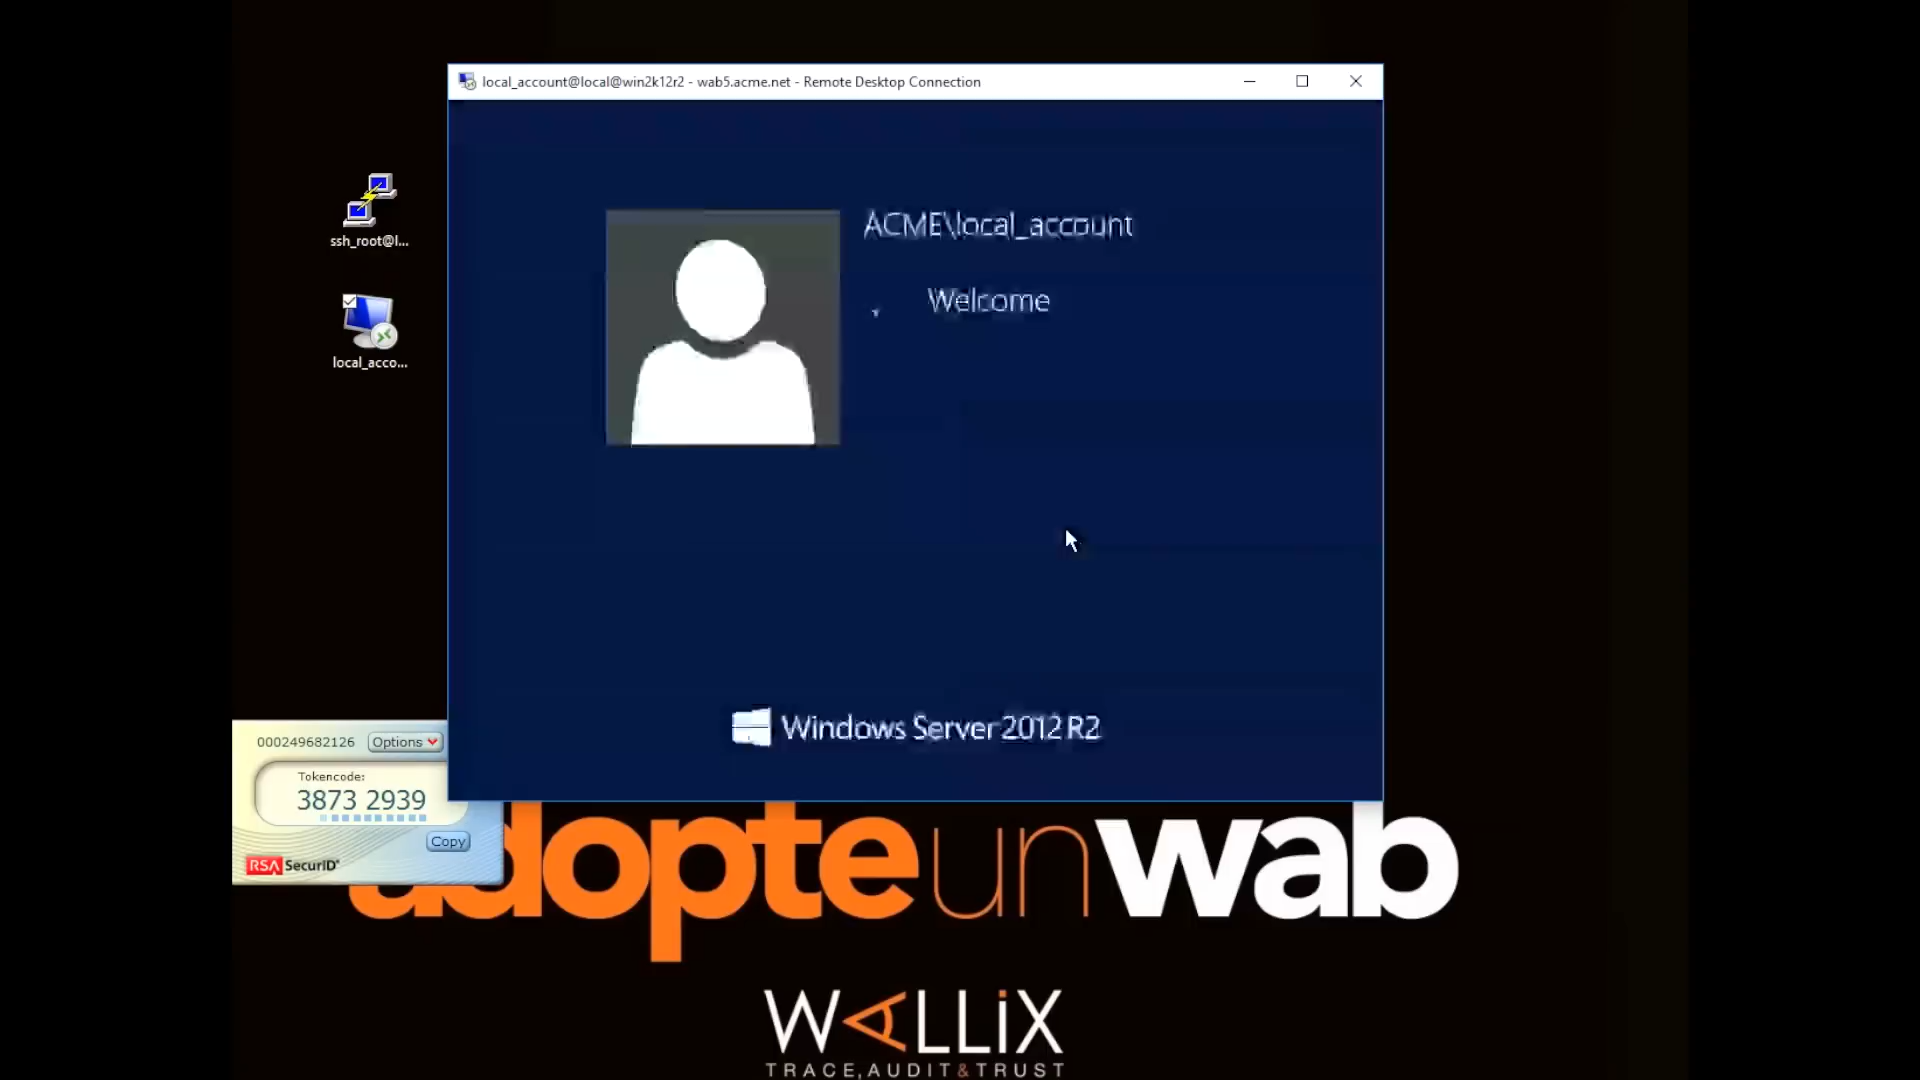 local_account@local@win2k12r2 - wab5.acme.net - Remote Desktop Connection
ACME\local_account
Welcome
Windows Server 2012 R2
ssh_root@l...
local_acco...
000249682126 Options
Tokencode:
3873 2939
Copy
RSA SecurID
adopteunwab
WALLiX
TRACE,AUDIT&TRUST